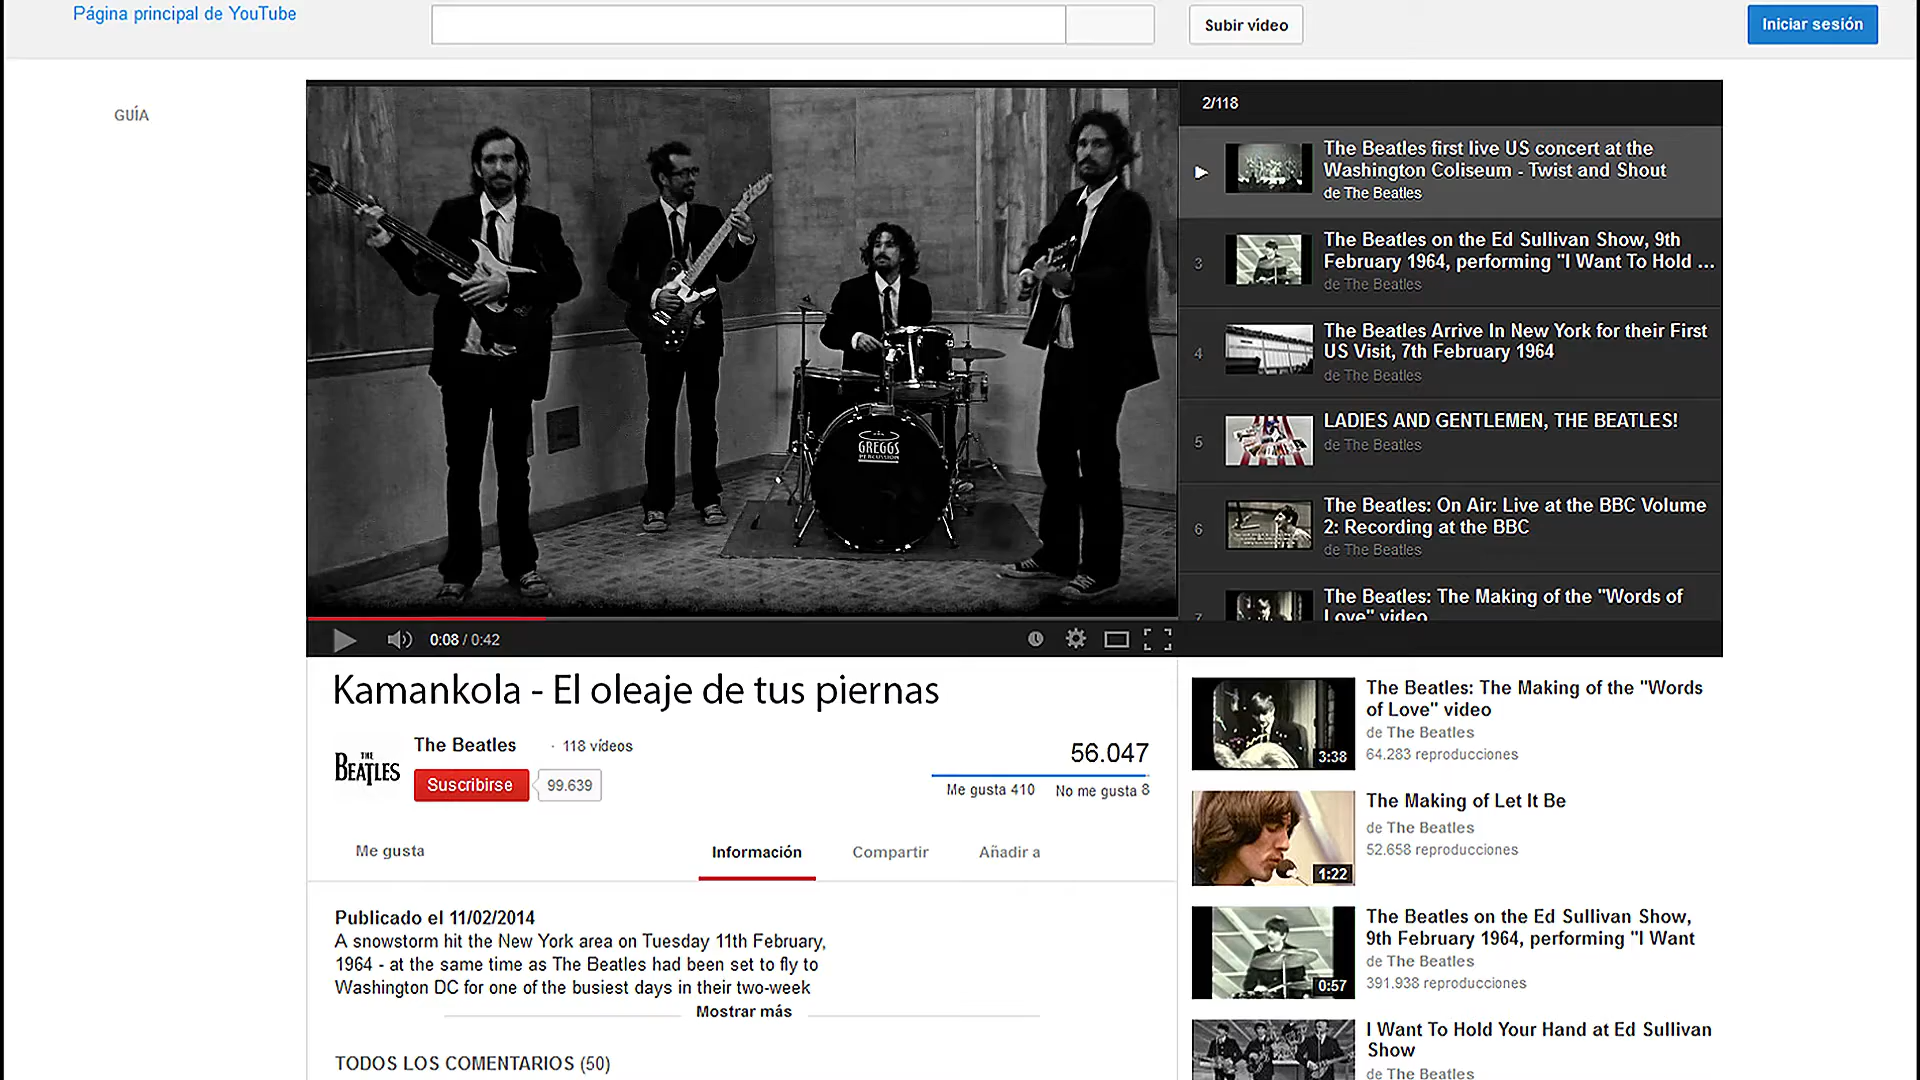 Página principal de YouTube
Subir vídeo
Iniciar sesión
GUÍA
2/118
The Beatles first live US concert at the
Washington Coliseum - Twist and Shout
de The Beatles
3
The Beatles on the Ed Sullivan Show, 9th
February 1964, performing "I Want To Hold ...
de The Beatles
4
The Beatles Arrive In New York for their First
US Visit, 7th February 1964
de The Beatles
5
LADIES AND GENTLEMEN, THE BEATLES!
de The Beatles
6
The Beatles: On Air: Live at the BBC Volume
2: Recording at the BBC
de The Beatles
7
The Beatles: The Making of the "Words of
Love" video
GREGGS
PERCUSSION
0:08 / 0:42
Kamankola - El oleaje de tus piernas
THE
BEATLES
The Beatles · 118 vídeos
Suscribirse 99.639
56.047
Me gusta 410 No me gusta 8
Me gusta Información Compartir Añadir a
Publicado el 11/02/2014
A snowstorm hit the New York area on Tuesday 11th February,
1964 - at the same time as The Beatles had been set to fly to
Washington DC for one of the busiest days in their two-week
Mostrar más
TODOS LOS COMENTARIOS (50)
The Beatles: The Making of the "Words
of Love" video
de The Beatles
64.283 reproducciones
3:38
The Making of Let It Be
de The Beatles
52.658 reproducciones
1:22
The Beatles on the Ed Sullivan Show,
9th February 1964, performing "I Want
de The Beatles
391.938 reproducciones
0:57
I Want To Hold Your Hand at Ed Sullivan
Show
de The Beatles